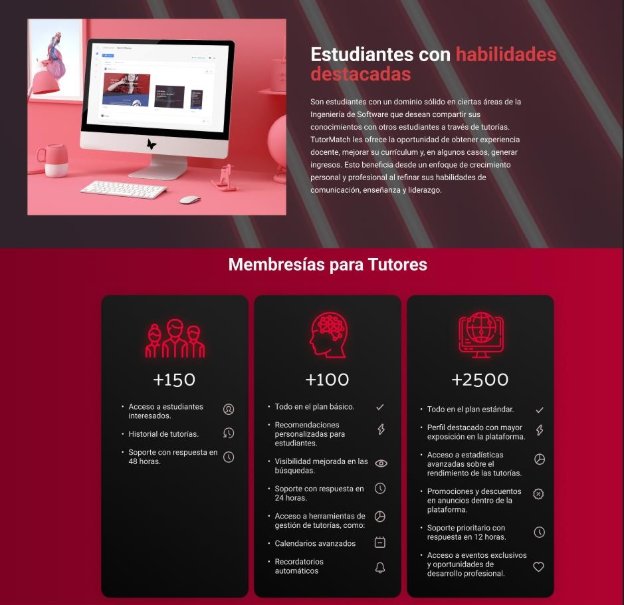 Estudiantes con habilidades
destacadas
Son estudiantes con un dominio sólido en ciertas áreas de la
Ingeniería de Software que desean compartir sus
conocimientos con otros estudiantes a través de tutorías.
TutorMatch les ofrece la oportunidad de obtener experiencia
docente, mejorar su currículum y, en algunos casos, generar
ingresos. Esto beneficia desde un enfoque de crecimiento
personal y profesional al refinar sus habilidades de
comunicación, enseñanza y liderazgo.
Membresías para Tutores
+150
• Acceso a estudiantes
interesados.
• Historial de tutorías.
• Soporte con respuesta en
48 horas.
+100
• Todo en el plan básico.
• Recomendaciones
personalizadas para
estudiantes.
• Visibilidad mejorada en las
búsquedas.
• Soporte con respuesta en
24 horas.
• Acceso a herramientas de
gestión de tutorías, como:
• Calendarios avanzados
• Recordatorios
automáticos
+2500
• Todo en el plan estándar.
• Perfil destacado con mayor
exposición en la plataforma.
• Acceso a estadísticas
avanzadas sobre el
rendimiento de las tutorías.
• Promociones y descuentos
en anuncios dentro de la
plataforma.
• Soporte prioritario con
respuesta en 12 horas.
• Acceso a eventos exclusivos
y oportunidades de
desarrollo profesional.